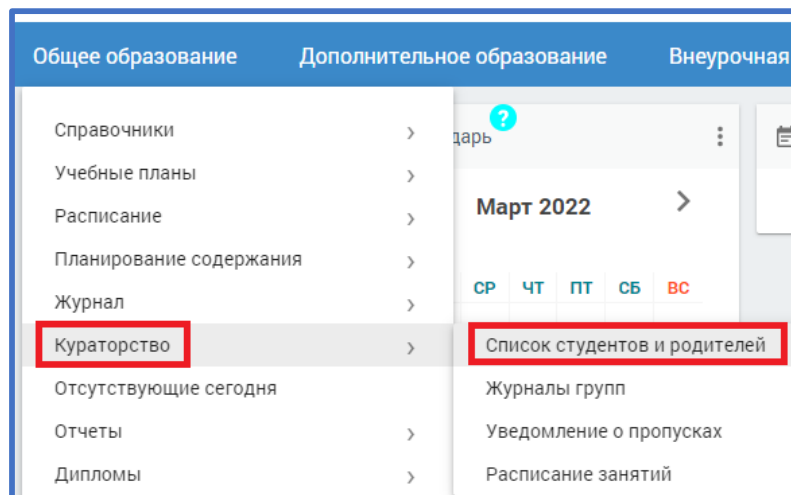 Общее образование Дополнительное образование Внеурочная
Справочники
Учебные планы
Расписание
Планирование содержания
Журнал
Кураторство
Отсутствующие сегодня
Отчеты
Дипломы
дарь ?
Март 2022
СР ЧТ ПТ СБ ВС
Список студентов и родителей
Журналы групп
Уведомление о пропусках
Расписание занятий